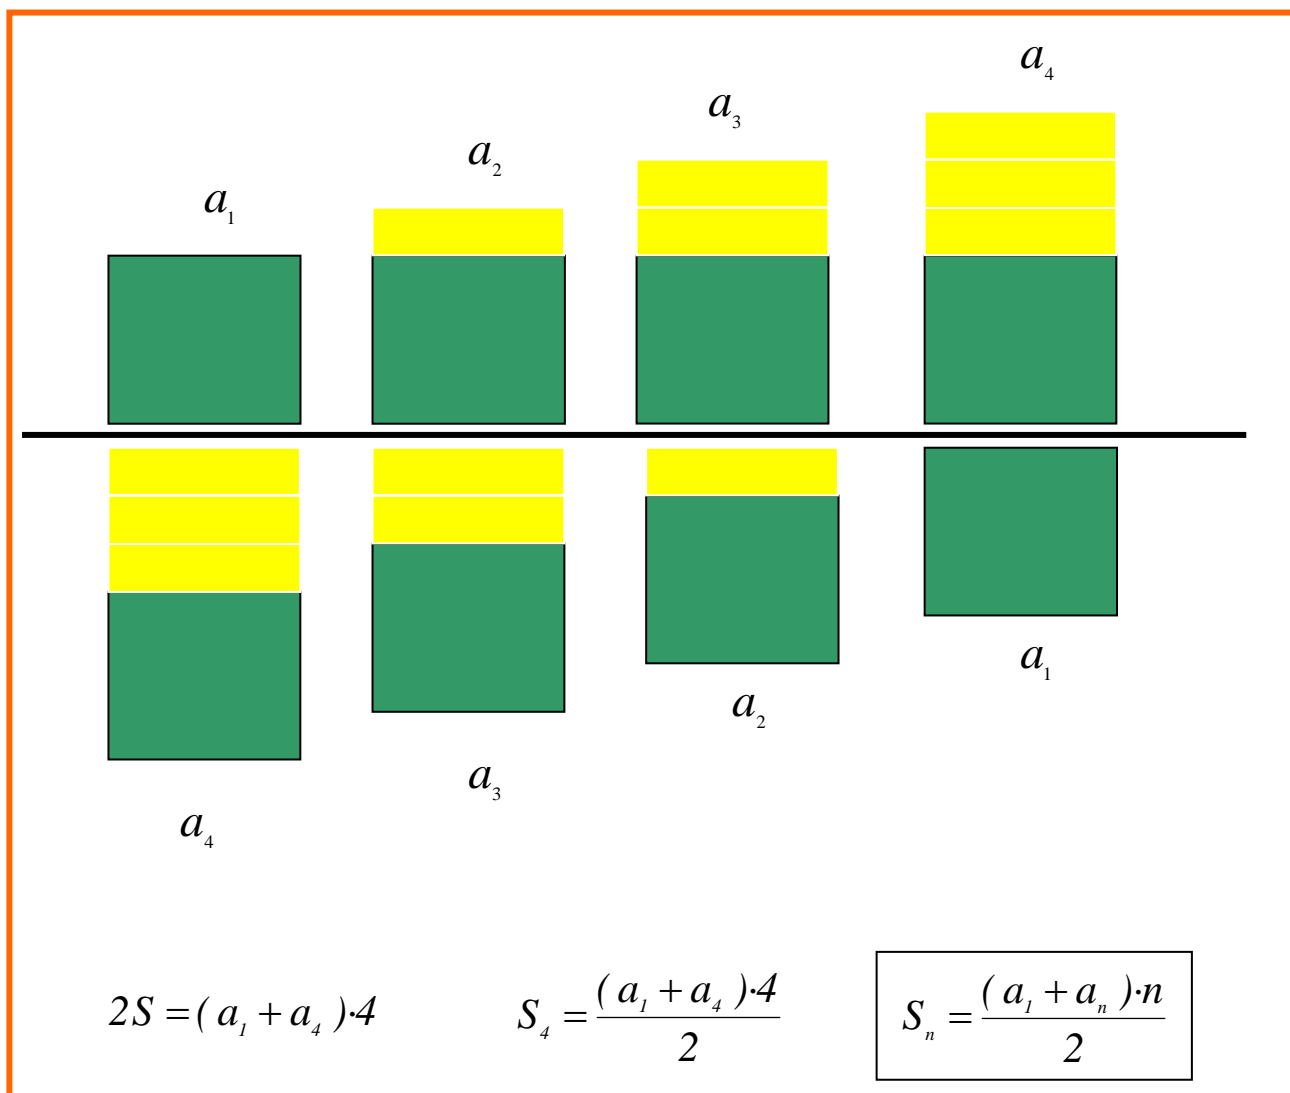 a₄
a₃
a₂
a₁
a₁
a₂
a₃
a₄
2S = ( a₁ + a₄ )·4
S₄ = ( a₁ + a₄ )·4 / 2
Sₙ = ( a₁ + aₙ )·n / 2